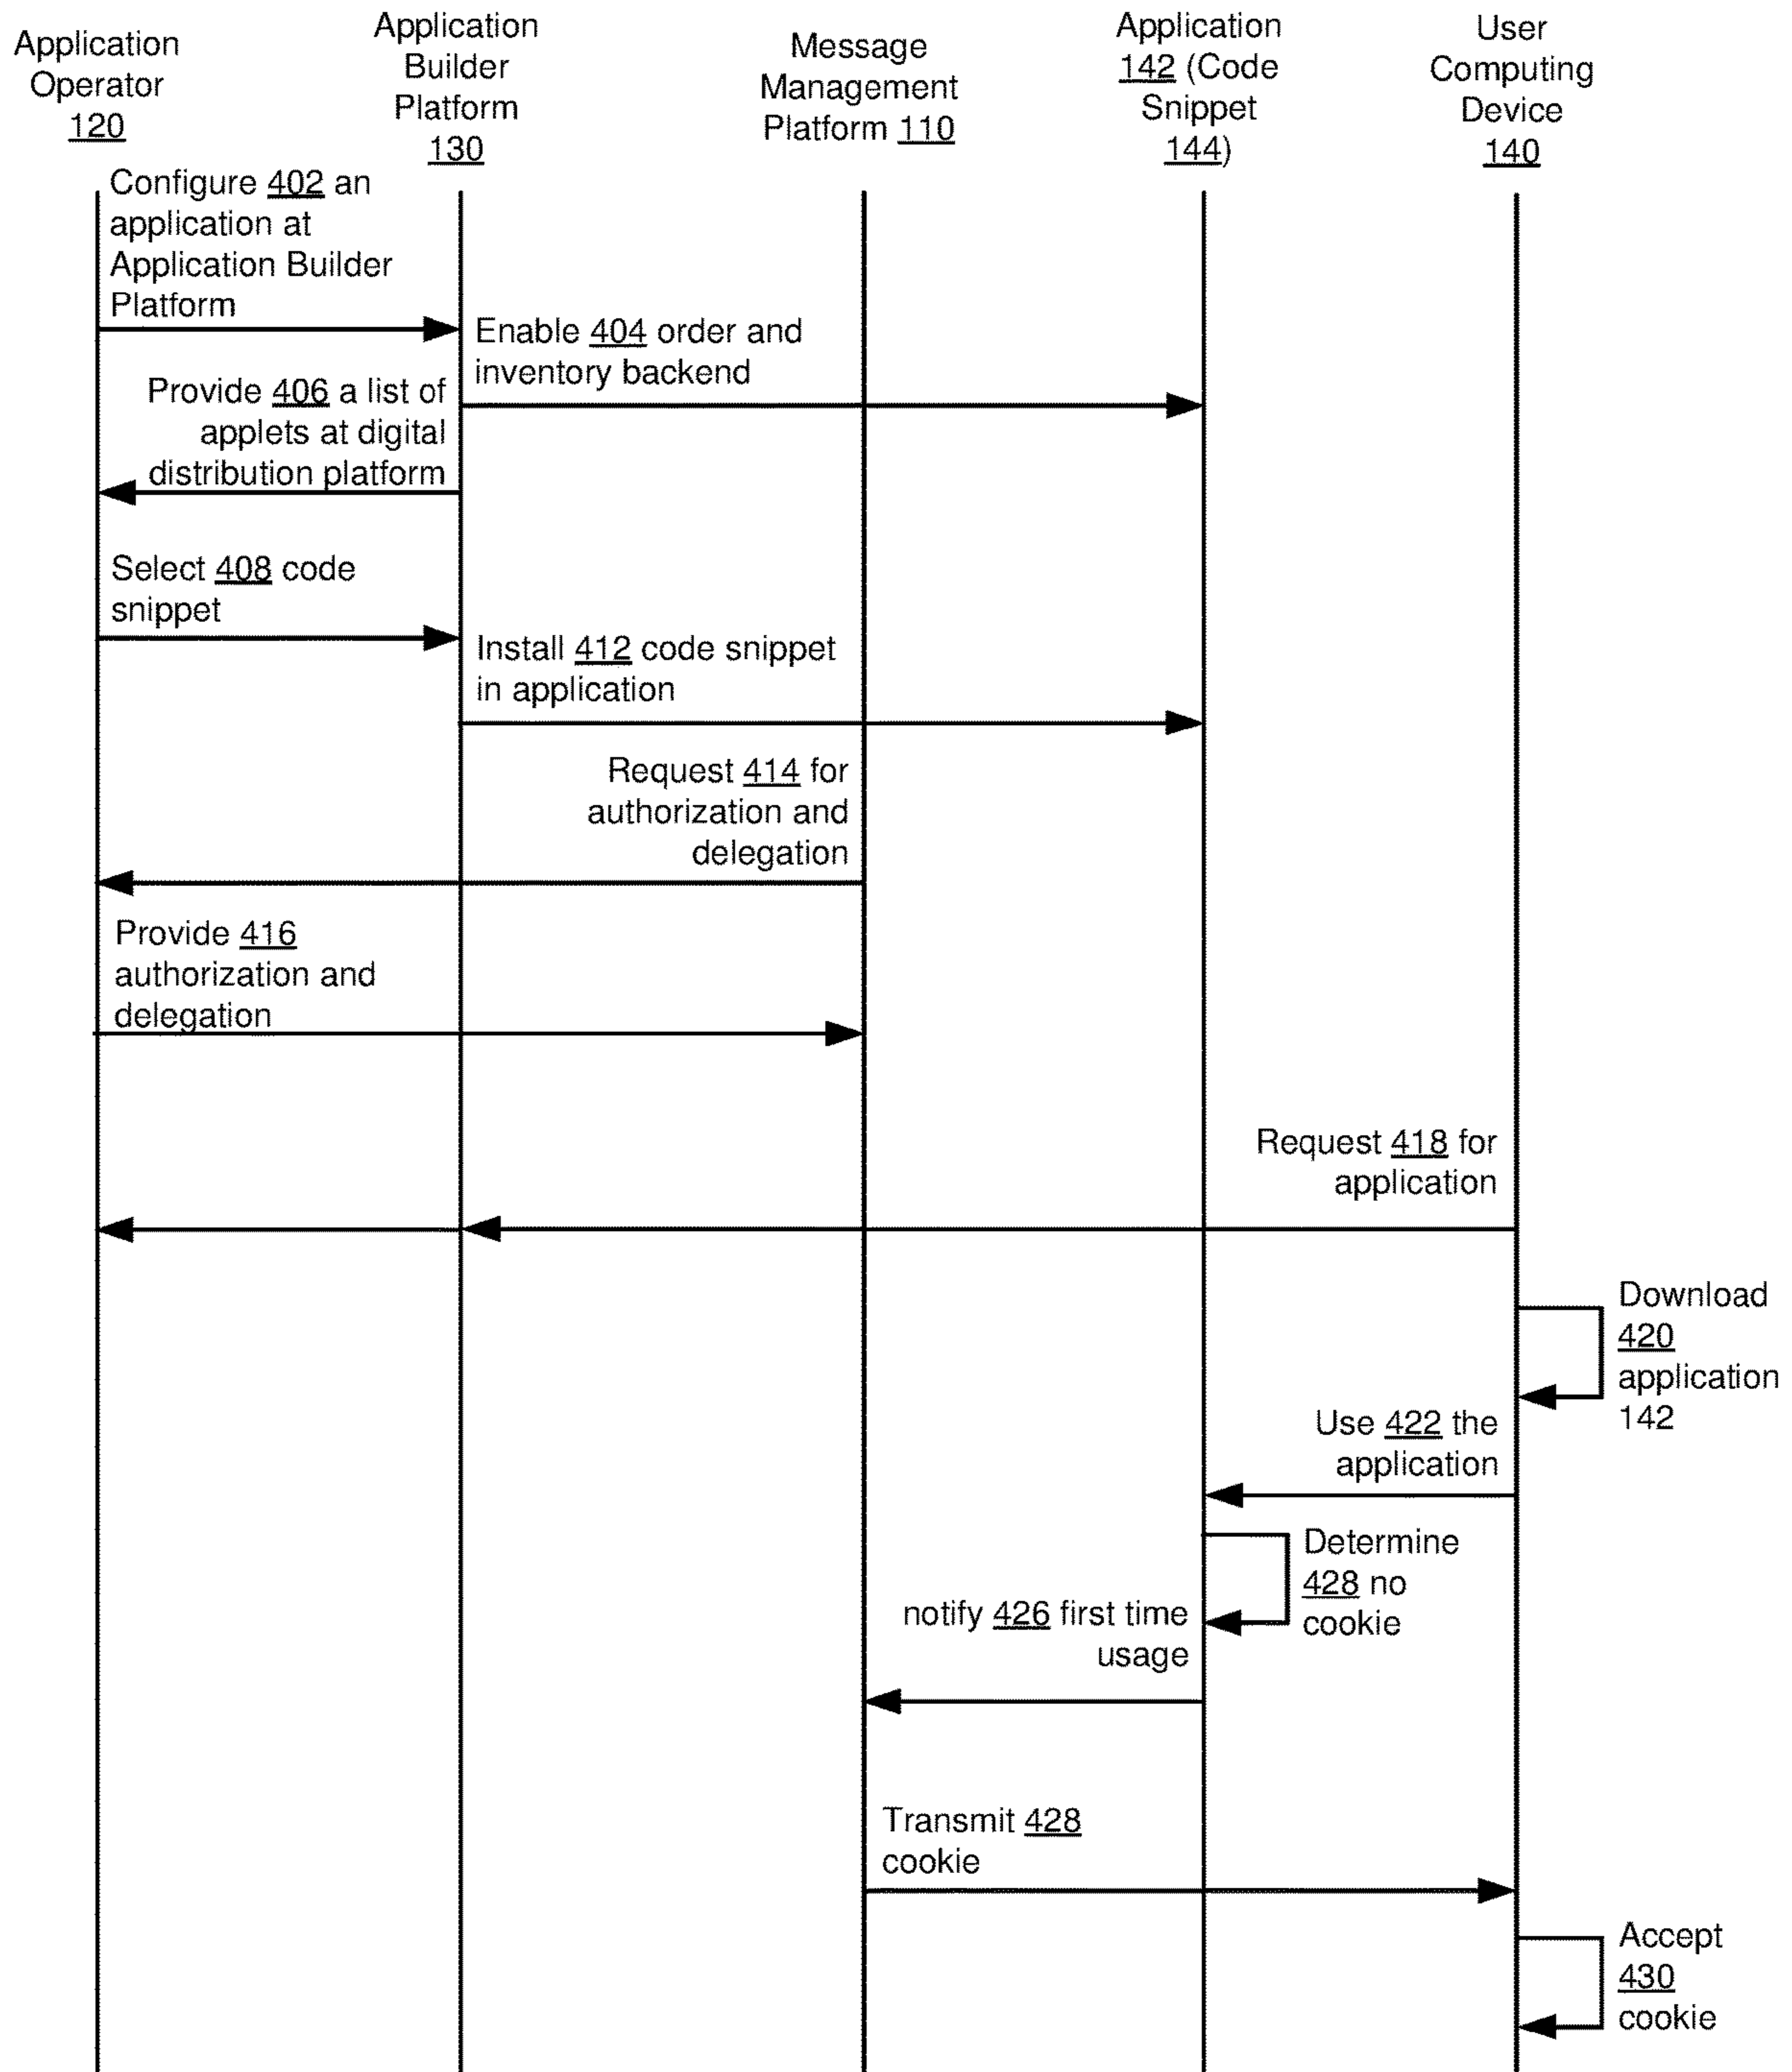 Application
Operator
120
Application
Builder
Platform
130
Message
Management
Platform 110
Application
142 (Code
Snippet
144)
User
Computing
Device
140
Configure 402 an
application at
Application Builder
Platform
Enable 404 order and
inventory backend
Provide 406 a list of
applets at digital
distribution platform
Select 408 code
snippet
Install 412 code snippet
in application
Request 414 for
authorization and
delegation
Provide 416
authorization and
delegation
Request 418 for
application
Download
420
application
142
Use 422 the
application
Determine
428 no
cookie
notify 426 first time
usage
Transmit 428
cookie
Accept
430
cookie